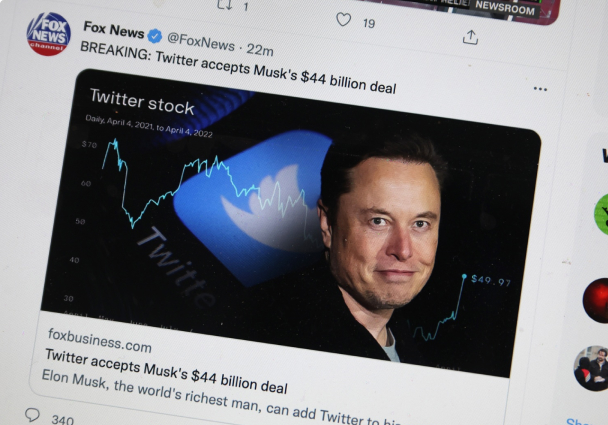 1
19
RELIEF
NEWSROOM
FOX
NEWS
channel
Fox News @FoxNews · 22m
BREAKING: Twitter accepts Musk's $44 billion deal
Twitter stock
Daily, April 4, 2021, to April 4, 2022
$70
60
50
40
30
Twitte
$49.97
foxbusiness.com
Twitter accepts Musk's $44 billion deal
Elon Musk, the world's richest man, can add Twitter to his
340